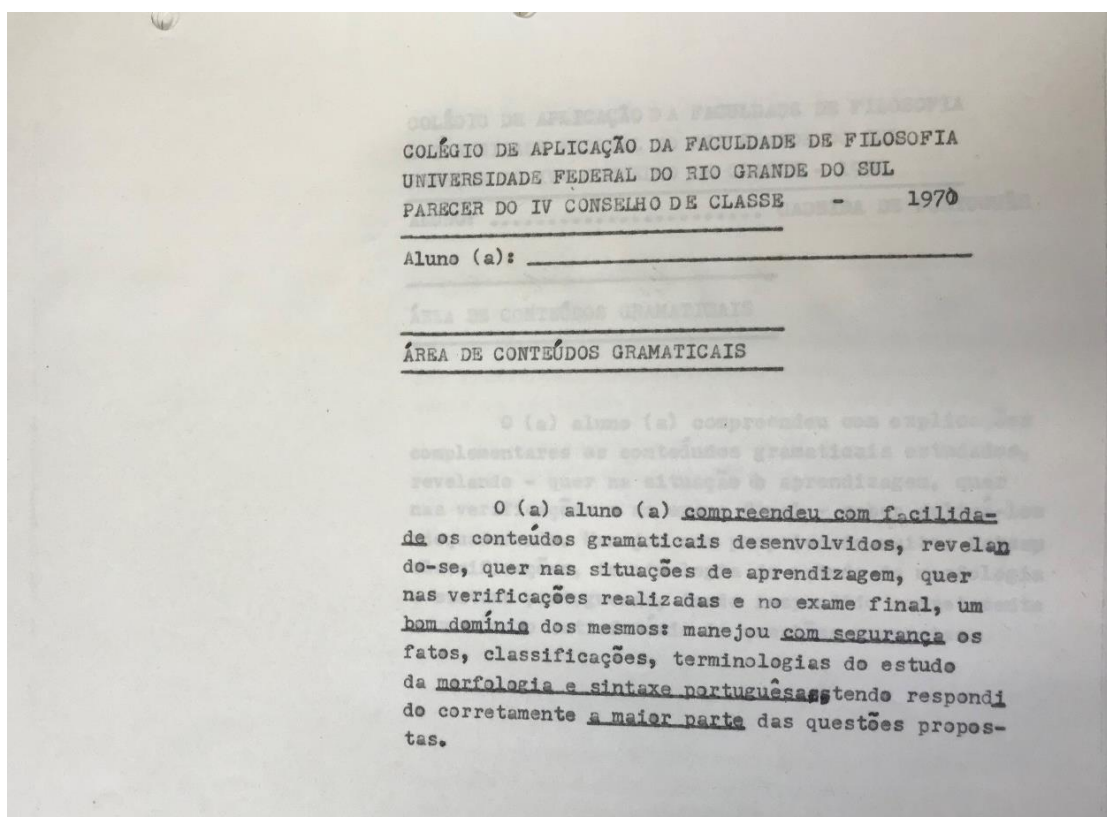 COLÉGIO DE APLICAÇÃO DA FACULDADE DE FILOSOFIA
UNIVERSIDADE FEDERAL DO RIO GRANDE DO SUL
PARECER DO IV CONSELHO DE CLASSE - 1970
Aluno (a):
ÁREA DE CONTEÚDOS GRAMATICAIS
O (a) aluno (a) compreendeu com facilida-
de os conteúdos gramaticais desenvolvidos, revelan
do-se, quer nas situações de aprendizagem, quer
nas verificações realizadas e no exame final, um
bom domínio dos mesmos: manejou com segurança os
fatos, classificações, terminologias do estudo
da morfologia e sintaxe portuguêsas, tendo respondi
do corretamente a maior parte das questões propos-
tas.